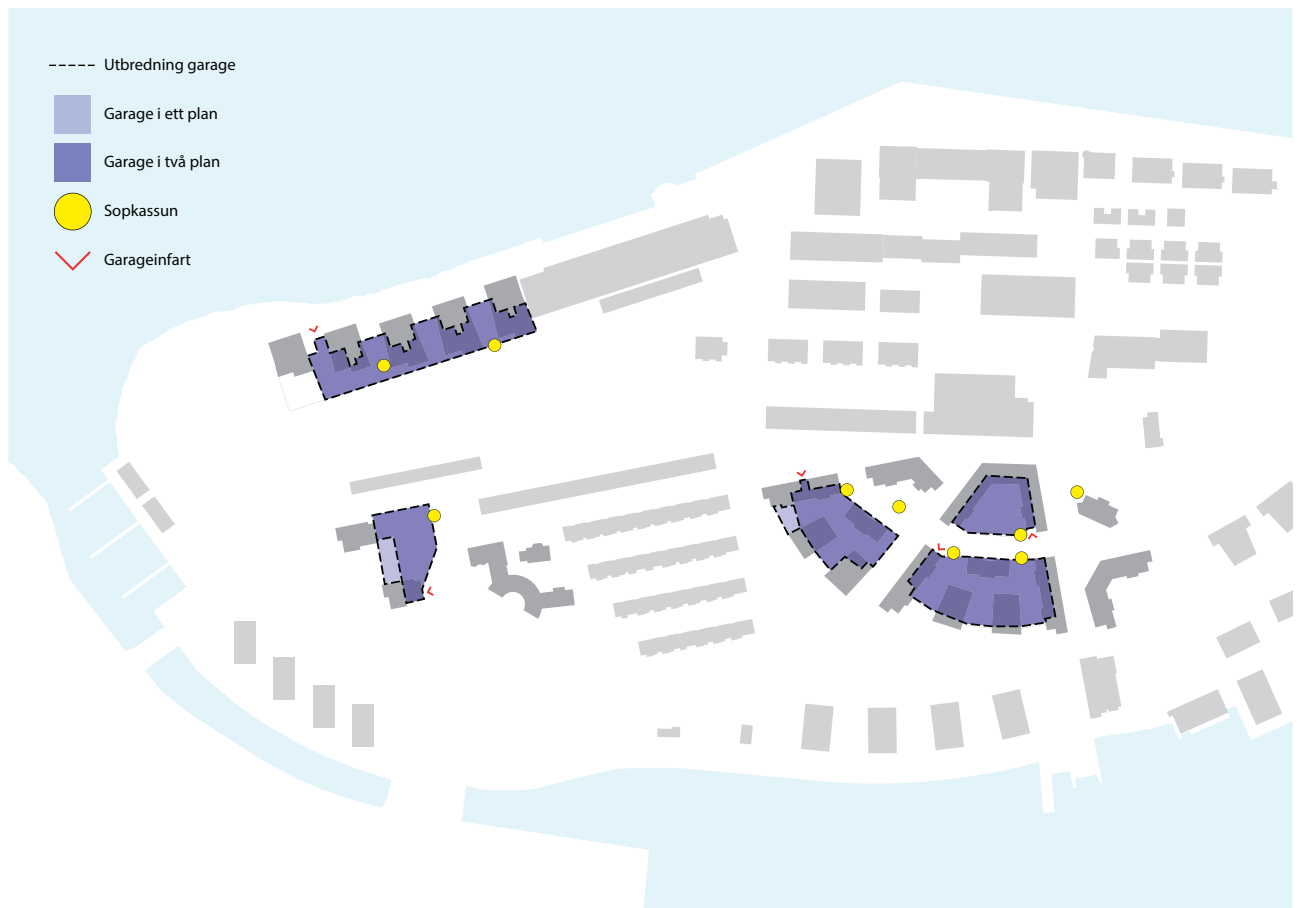 Utbredning garage
Garage i ett plan
Garage i två plan
Sopkassun
Garageinfart